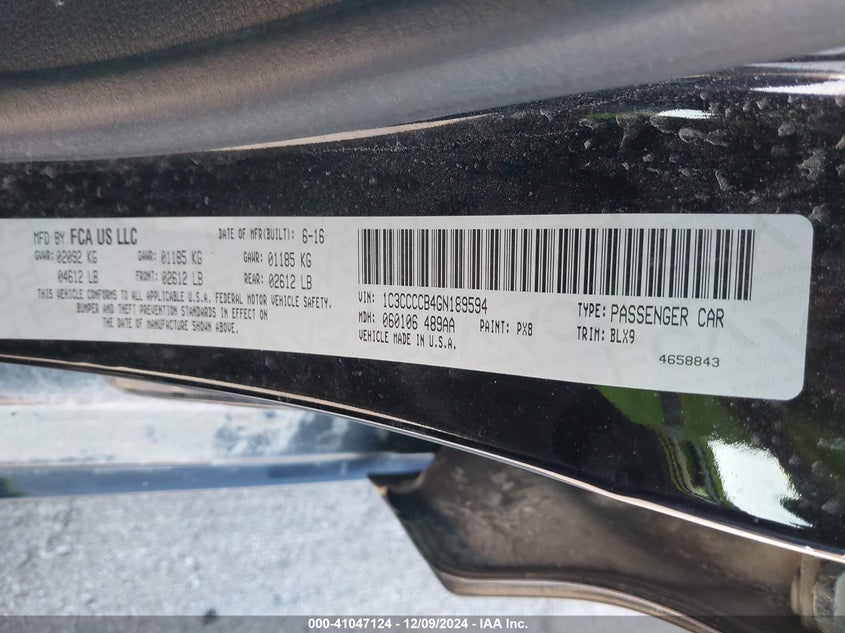 MFD BY FCA US LLC DATE OF MFR(BUILT): 6-16
GVWR: 02092 KG GAWR: 01185 KG GAWR: 01185 KG
04612 LB FRONT: 02612 LB REAR: 02612 LB
THIS VEHICLE CONFORMS TO ALL APPLICABLE U.S.A. FEDERAL MOTOR VEHICLE SAFETY,
BUMPER AND THEFT PREVENTION STANDARDS IN EFFECT ON
THE DATE OF MANUFACTURE SHOWN ABOVE.
VIN: 1C3CCCCB4GN189594 TYPE: PASSENGER CAR
MDH: 060106 489AA PAINT: PX8 TRIM: BLX9
VEHICLE MADE IN U.S.A.
4658843
000-41047124 - 12/09/2024 - IAA Inc.